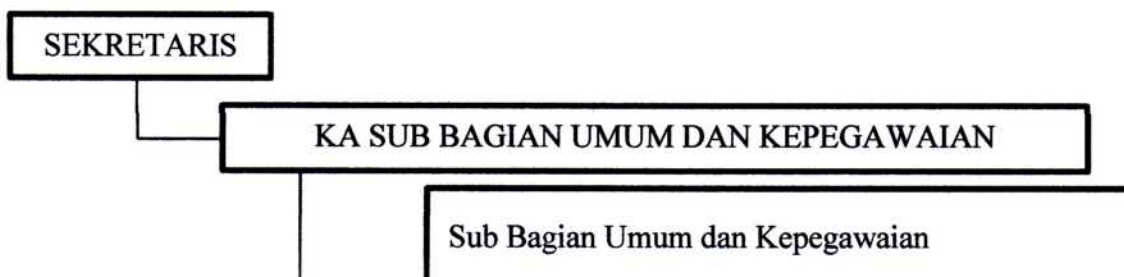 SEKRETARIS
KA SUB BAGIAN UMUM DAN KEPEGAWAIAN
Sub Bagian Umum dan Kepegawaian